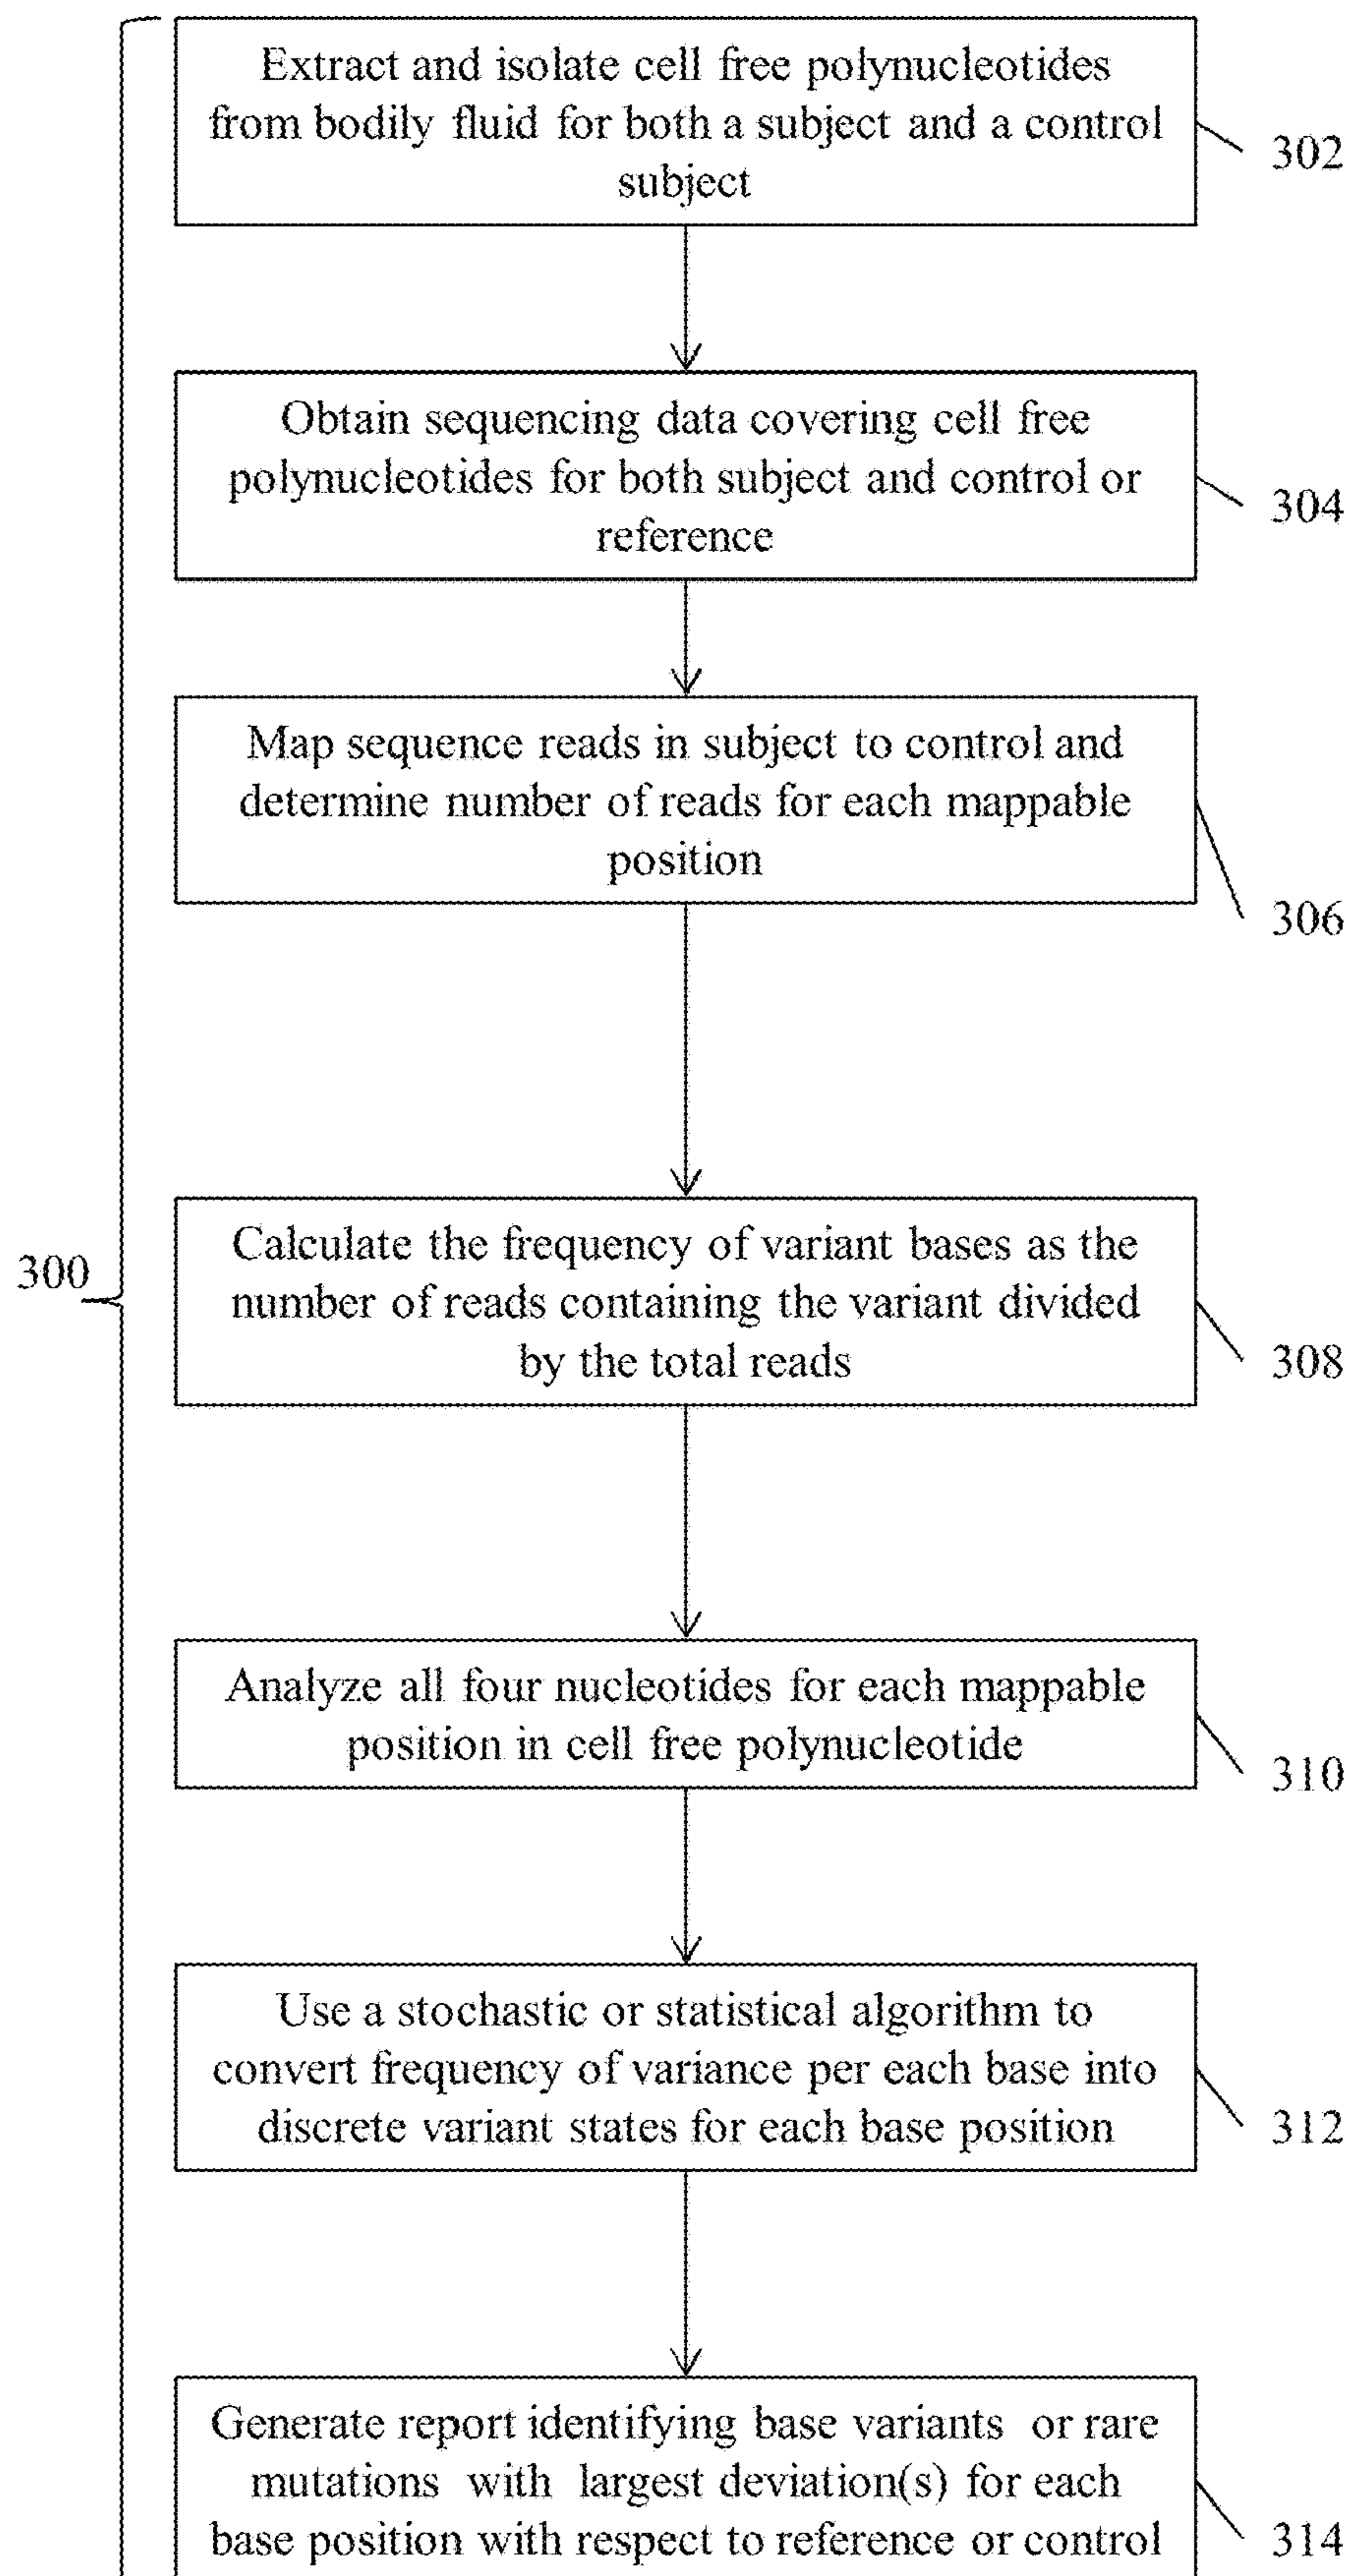 Extract and isolate cell free polynucleotides
from bodily fluid for both a subject and a control
subject
302
Obtain sequencing data covering cell free
polynucleotides for both subject and control or
reference
304
Map sequence reads in subject to control and
determine number of reads for each mappable
position
306
300
Calculate the frequency of variant bases as the
number of reads containing the variant divided
by the total reads
308
Analyze all four nucleotides for each mappable
position in cell free polynucleotide
310
Use a stochastic or statistical algorithm to
convert frequency of variance per each base into
discrete variant states for each base position
312
Generate report identifying base variants or rare
mutations with largest deviation(s) for each
base position with respect to reference or control
314